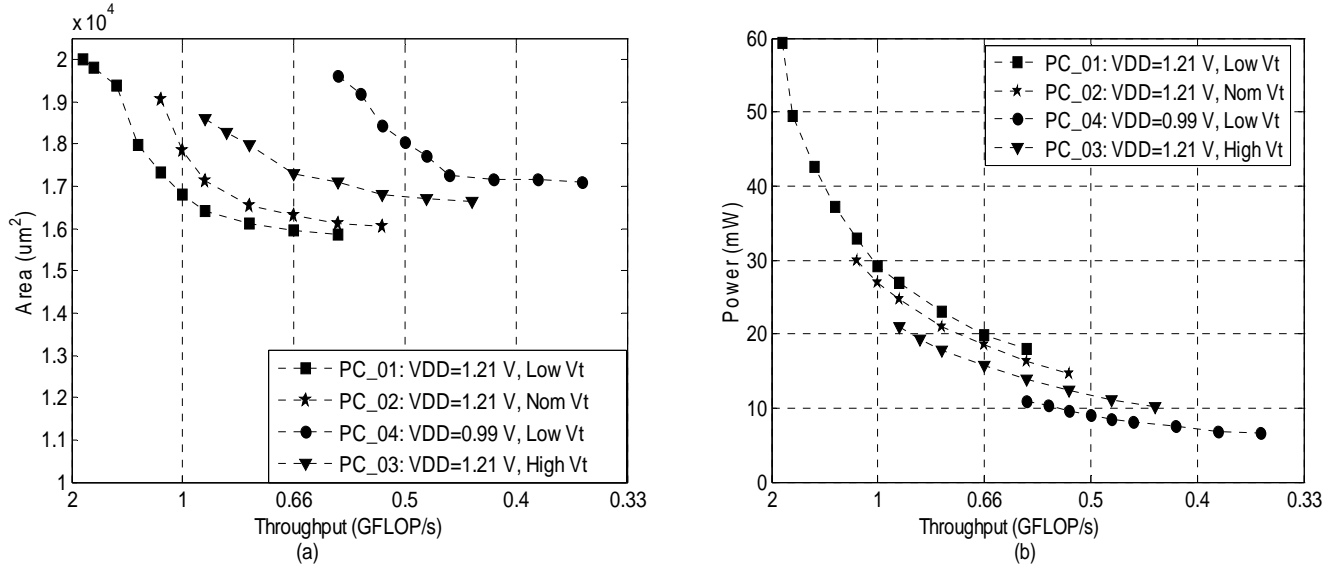 x 10⁴
2
1.9
1.8
1.7
1.6
1.5
1.4
1.3
1.2
1.1
1
Area (um²)
PC_01: VDD=1.21 V, Low Vt
PC_02: VDD=1.21 V, Nom Vt
PC_04: VDD=0.99 V, Low Vt
PC_03: VDD=1.21 V, High Vt
2 1 0.66 0.5 0.4 0.33
Throughput (GFLOP/s)
(a)
60
50
40
30
20
10
0
Power (mW)
PC_01: VDD=1.21 V, Low Vt
PC_02: VDD=1.21 V, Nom Vt
PC_04: VDD=0.99 V, Low Vt
PC_03: VDD=1.21 V, High Vt
2 1 0.66 0.5 0.4 0.33
Throughput (GFLOP/s)
(b)